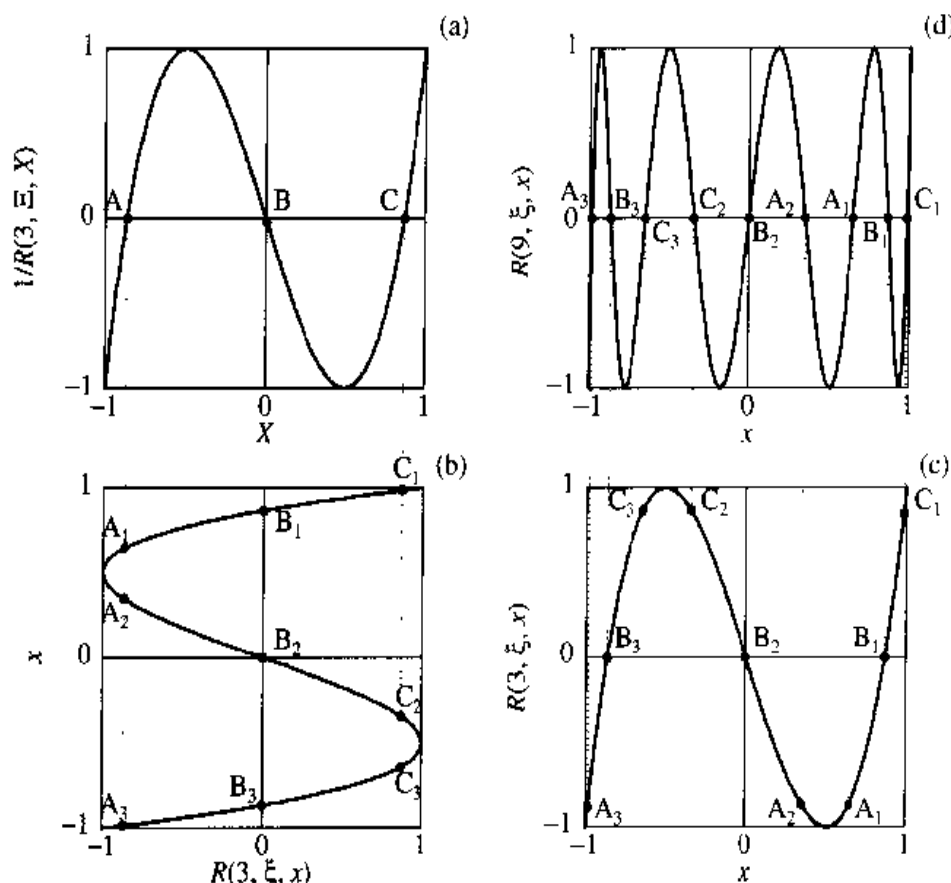 (a)
1/R(3, Ξ, X)
1
0
−1
−1
0
1
X
A
B
C
(d)
R(9, ξ, x)
1
0
−1
−1
0
1
x
A3
B3
C3
C2
B2
A2
A1
B1
C1
(b)
x
1
0
−1
−1
0
1
R(3, ξ, x)
C1
B1
A1
A2
B2
C2
C3
B3
A3
(c)
R(3, ξ, x)
1
0
−1
−1
0
1
x
C3
C2
C1
B3
B2
B1
A3
A2
A1